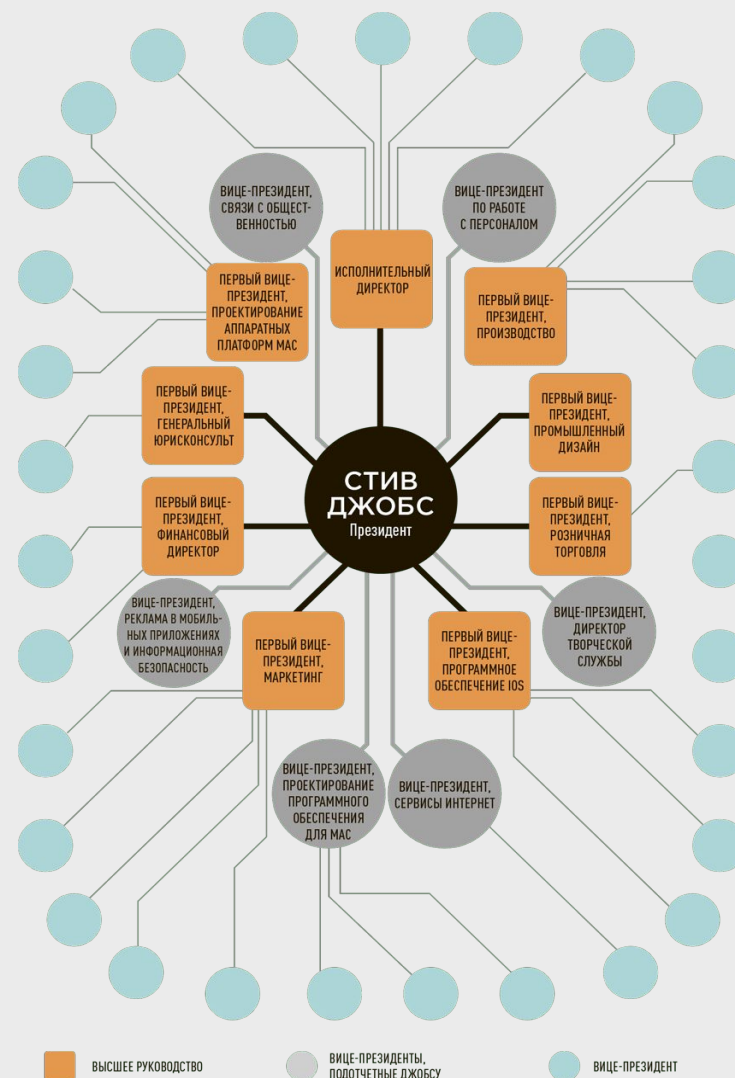 ВИЦЕ-ПРЕЗИДЕНТ,
СВЯЗИ С ОБЩЕСТ-
ВЕННОСТЬЮ
ВИЦЕ-ПРЕЗИДЕНТ
ПО РАБОТЕ
С ПЕРСОНАЛОМ
ИСПОЛНИТЕЛЬНЫЙ
ДИРЕКТОР
ПЕРВЫЙ ВИЦЕ-
ПРЕЗИДЕНТ,
ПРОЕКТИРОВАНИЕ
АППАРАТНЫХ
ПЛАТФОРМ MAC
ПЕРВЫЙ ВИЦЕ-
ПРЕЗИДЕНТ,
ПРОИЗВОДСТВО
ПЕРВЫЙ ВИЦЕ-
ПРЕЗИДЕНТ,
ГЕНЕРАЛЬНЫЙ
ЮРИСКОНСУЛЬТ
ПЕРВЫЙ ВИЦЕ-
ПРЕЗИДЕНТ,
ПРОМЫШЛЕННЫЙ
ДИЗАЙН
СТИВ
ДЖОБС
Президент
ПЕРВЫЙ ВИЦЕ-
ПРЕЗИДЕНТ,
ФИНАНСОВЫЙ
ДИРЕКТОР
ПЕРВЫЙ ВИЦЕ-
ПРЕЗИДЕНТ,
РОЗНИЧНАЯ
ТОРГОВЛЯ
ВИЦЕ-ПРЕЗИДЕНТ,
РЕКЛАМА В МОБИЛЬ-
НЫХ ПРИЛОЖЕНИЯХ
И ИНФОРМАЦИОННАЯ
БЕЗОПАСНОСТЬ
ВИЦЕ-ПРЕЗИДЕНТ,
ДИРЕКТОР
ТВОРЧЕСКОЙ
СЛУЖБЫ
ПЕРВЫЙ ВИЦЕ-
ПРЕЗИДЕНТ,
МАРКЕТИНГ
ПЕРВЫЙ ВИЦЕ-
ПРЕЗИДЕНТ,
ПРОГРАММНОЕ
ОБЕСПЕЧЕНИЕ IOS
ВИЦЕ-ПРЕЗИДЕНТ,
ПРОЕКТИРОВАНИЕ
ПРОГРАММНОГО
ОБЕСПЕЧЕНИЯ
ДЛЯ MAC
ВИЦЕ-ПРЕЗИДЕНТ,
СЕРВИСЫ ИНТЕРНЕТ
ВЫСШЕЕ РУКОВОДСТВО
ВИЦЕ-ПРЕЗИДЕНТЫ,
ПОДОТЧЕТНЫЕ ДЖОБСУ
ВИЦЕ-ПРЕЗИДЕНТ